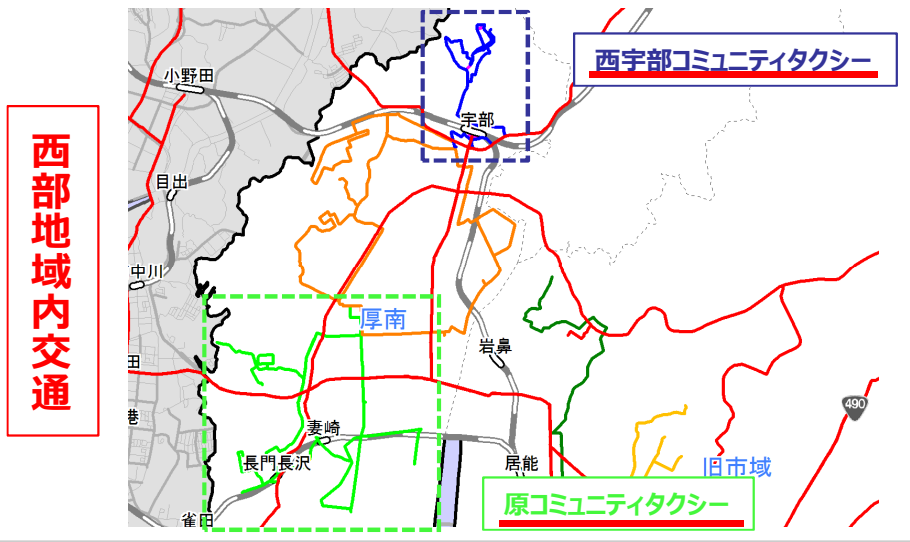 西部地域内交通
西宇部コミュニティタクシー
小野田
宇部
目出
中川
厚南
岩鼻
田
490
港
妻崎
長門長沢
居能
旧市域
原コミュニティタクシー
雀田